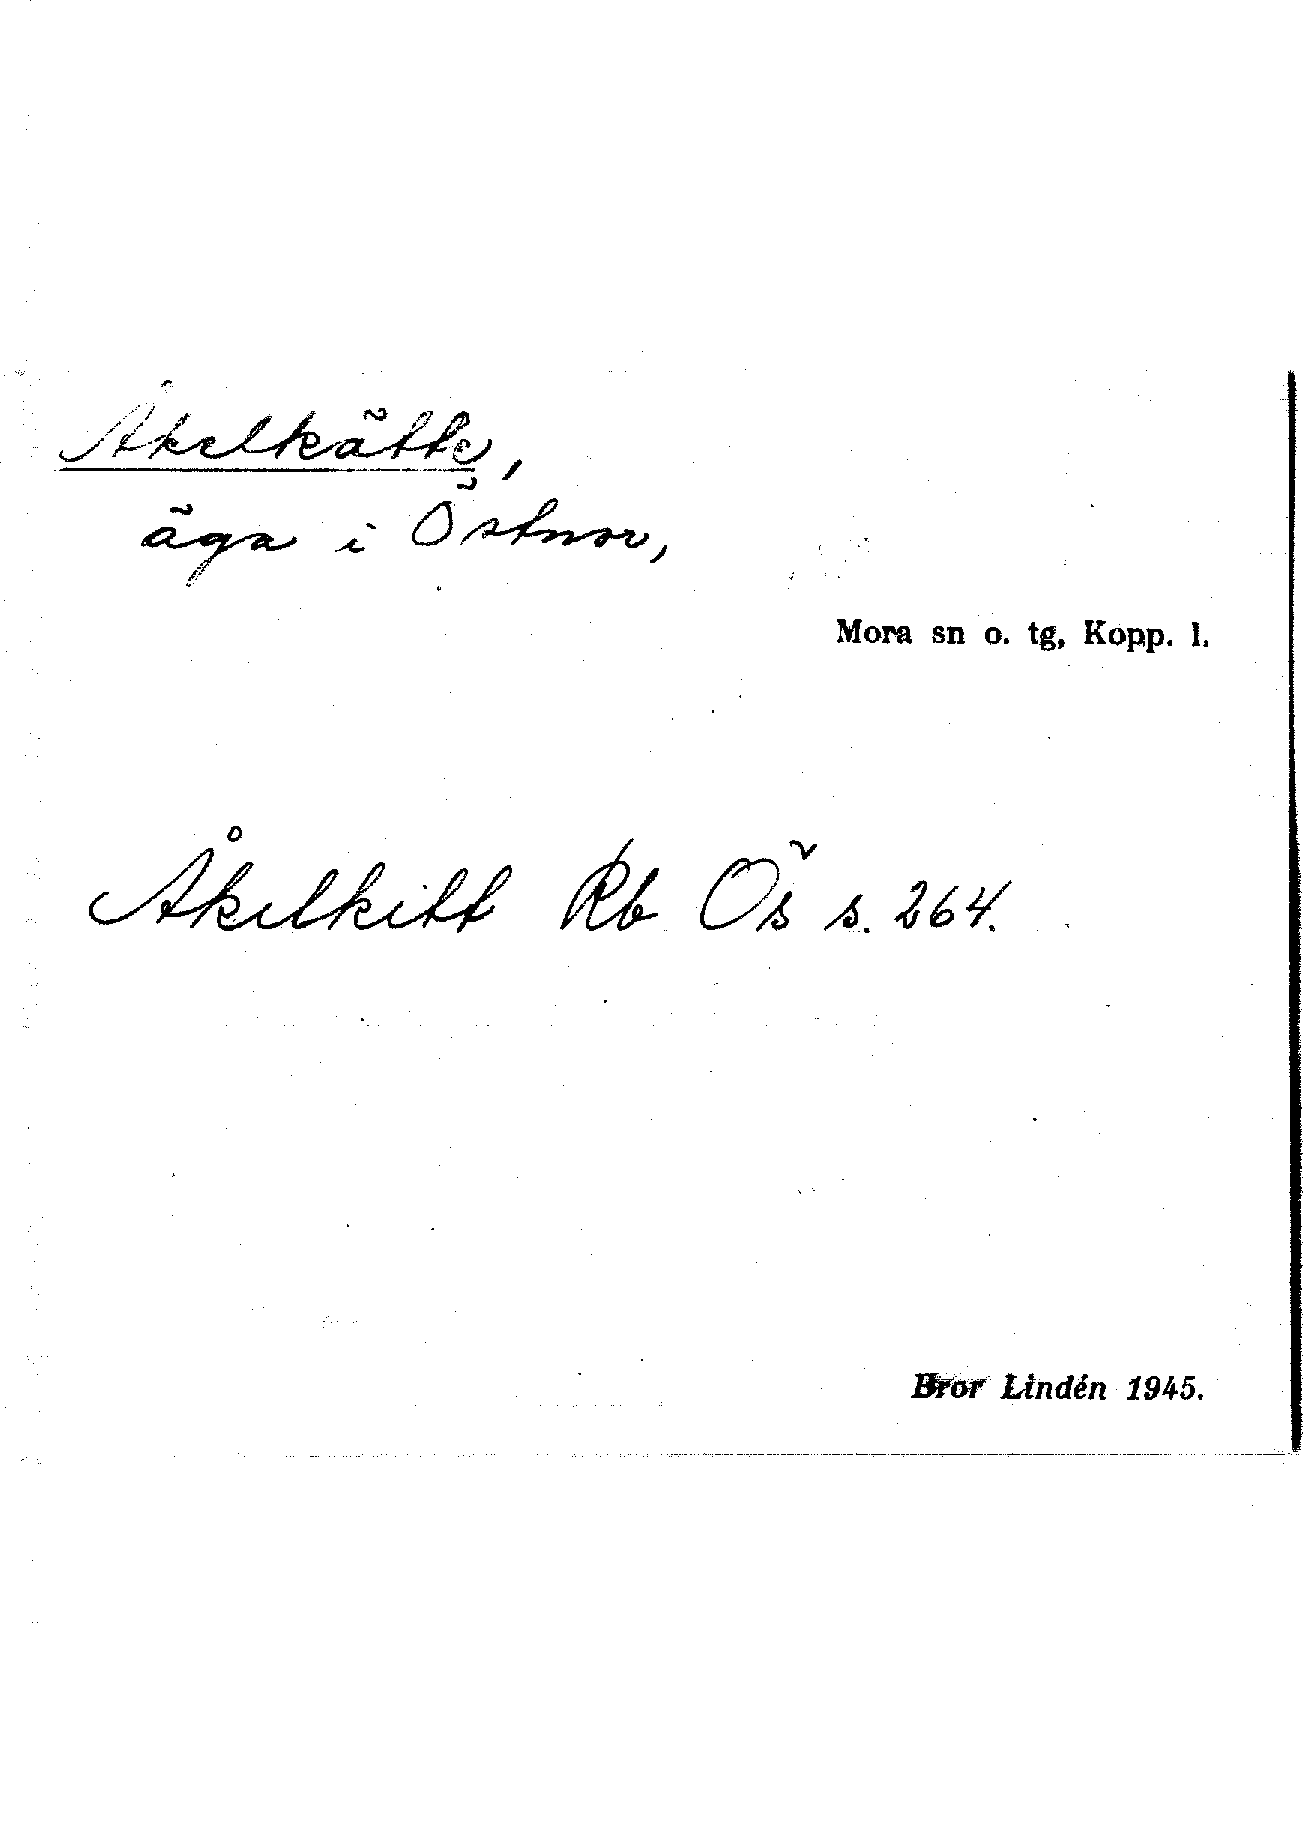 Åkelkätte,
äga i Östnor,
Mora sn o. tg, Kopp. l.
Åkelkitt Rb Ös s. 264.
Bror Lindén 1945.